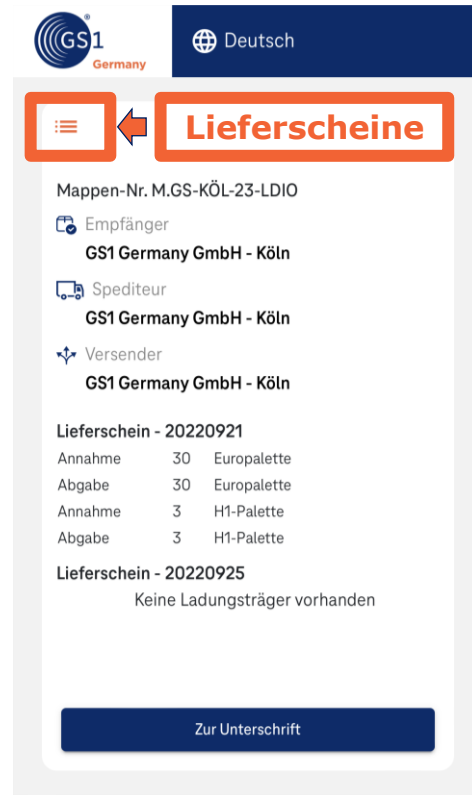 GS1
Germany
Deutsch
Lieferscheine
Mappen-Nr. M.GS-KÖL-23-LDIO
Empfänger
GS1 Germany GmbH - Köln
Spediteur
GS1 Germany GmbH - Köln
Versender
GS1 Germany GmbH - Köln
Lieferschein - 20220921
Annahme 30 Europalette
Abgabe 30 Europalette
Annahme 3 H1-Palette
Abgabe 3 H1-Palette
Lieferschein - 20220925
Keine Ladungsträger vorhanden
Zur Unterschrift